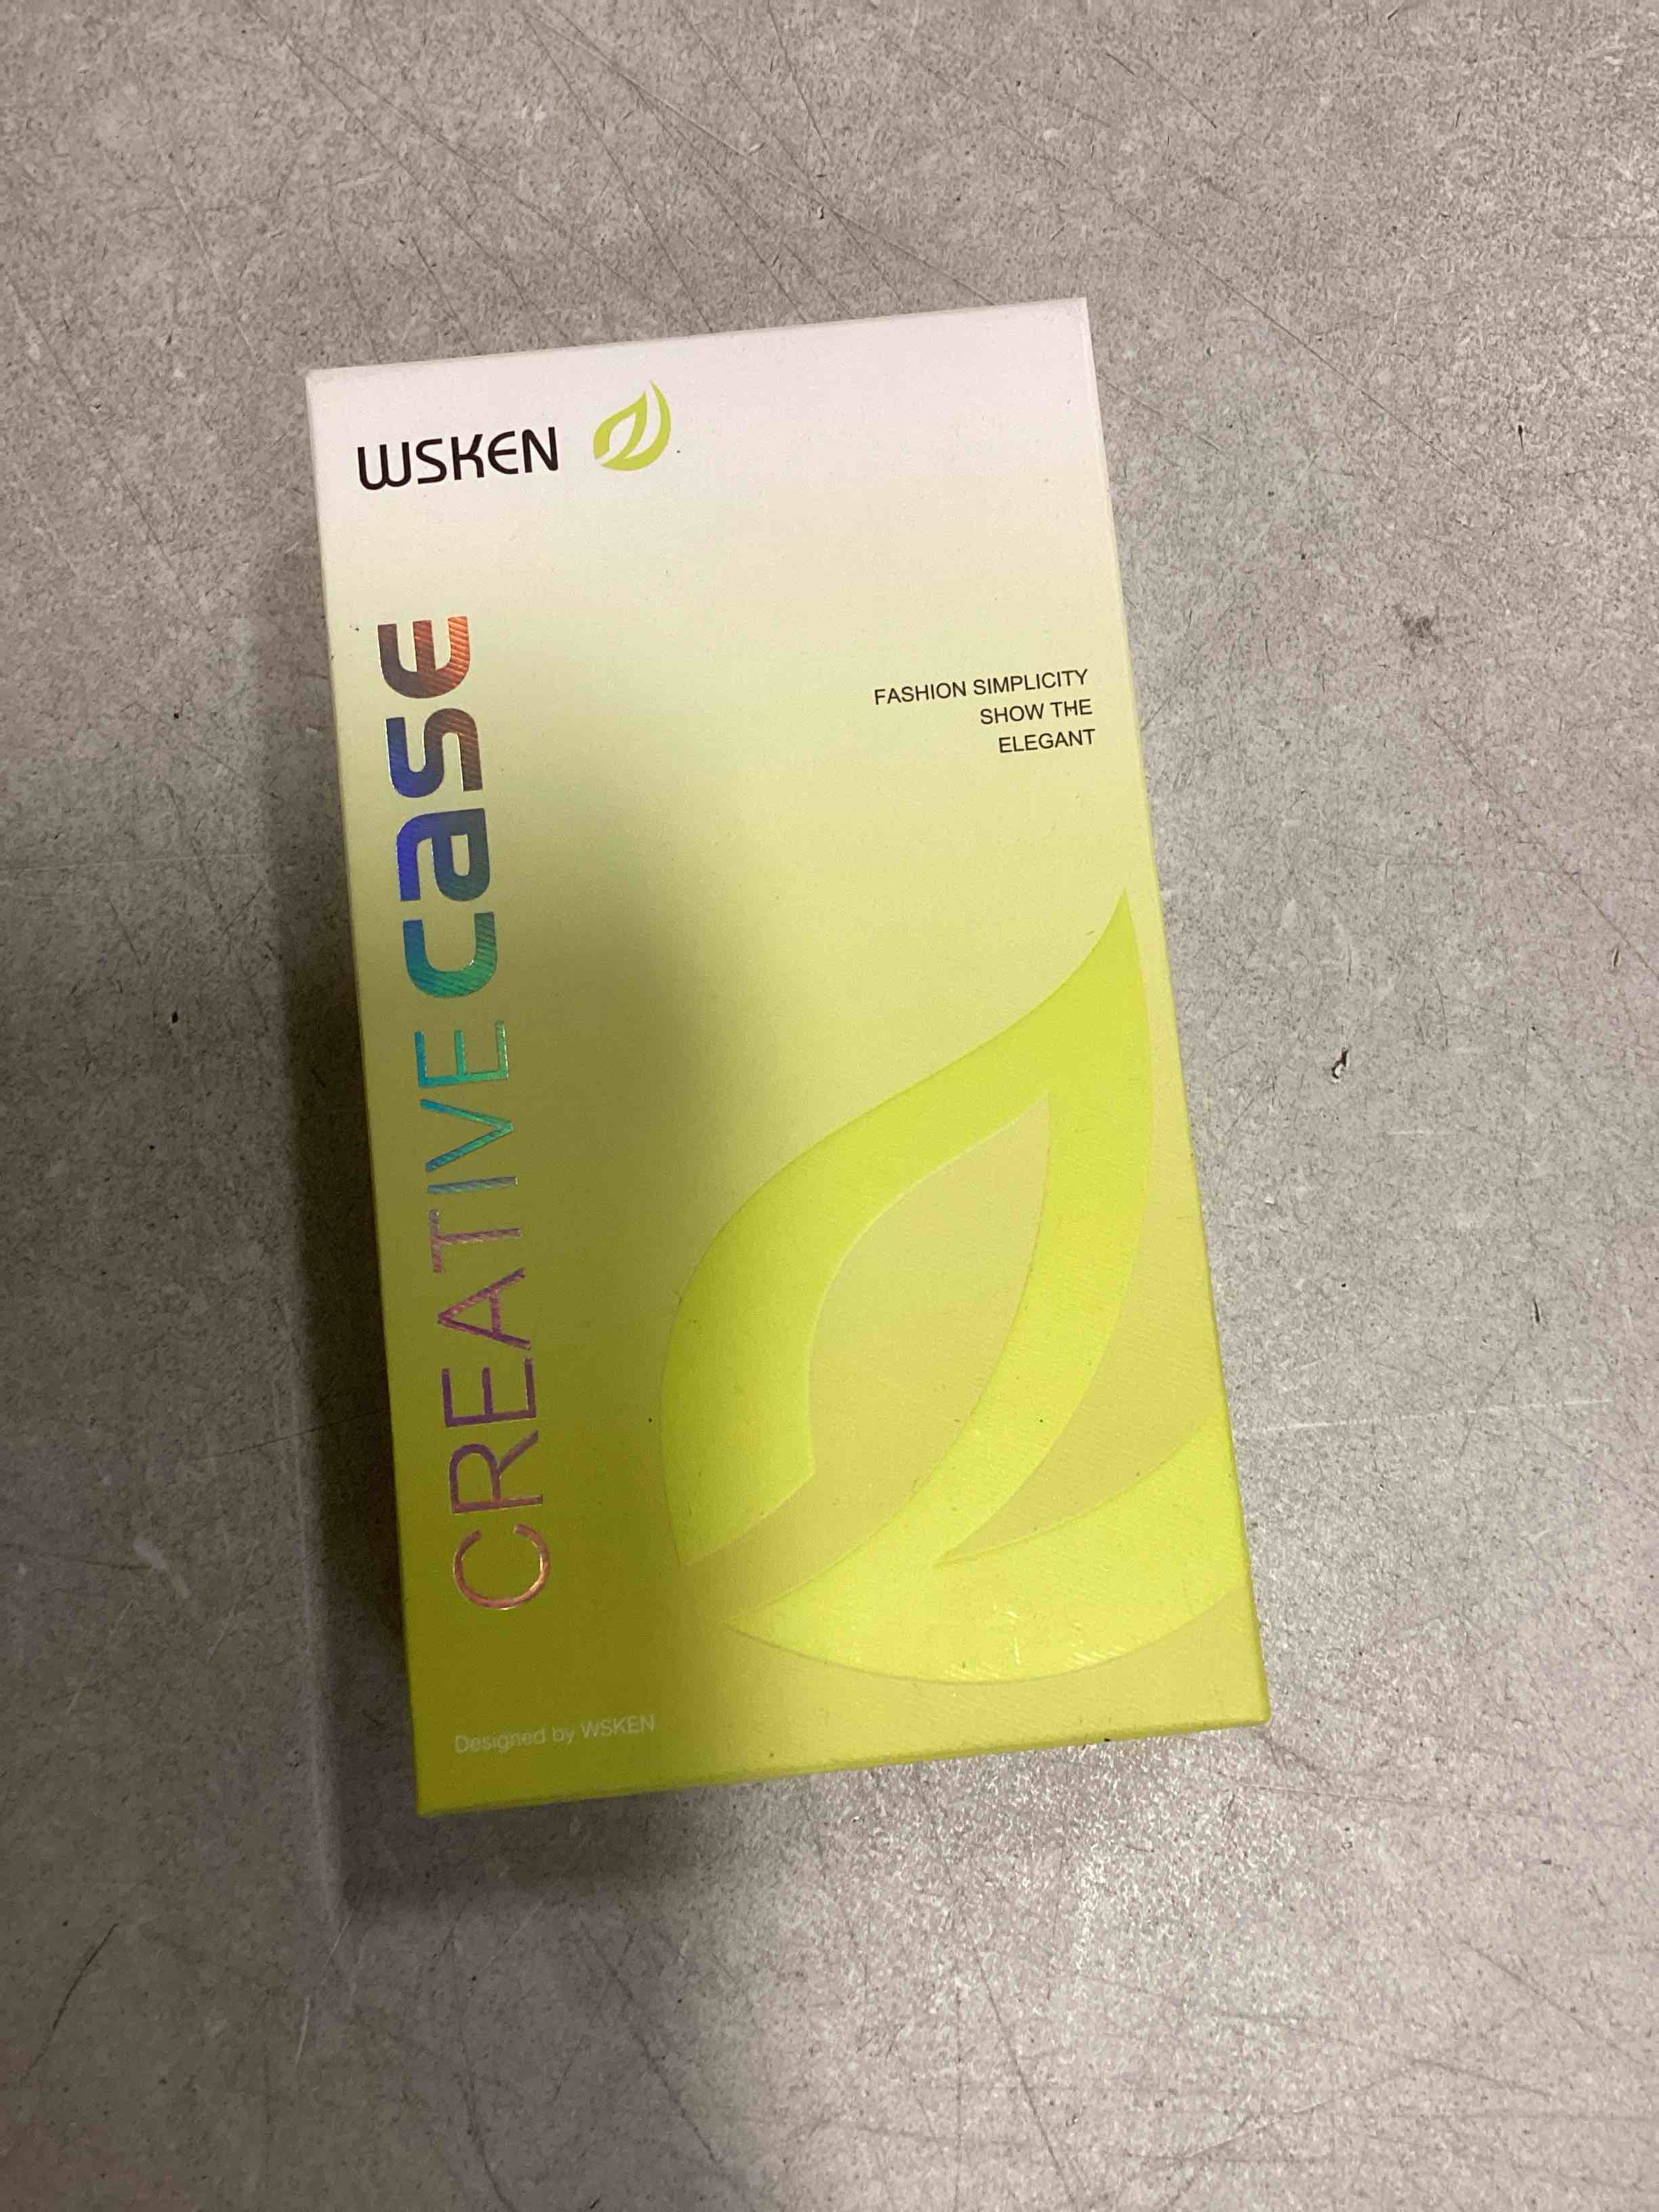 WSKEN
CREATIVE case
FASHION SIMPLICITY
SHOW THE
ELEGANT
Designed by WSKEN